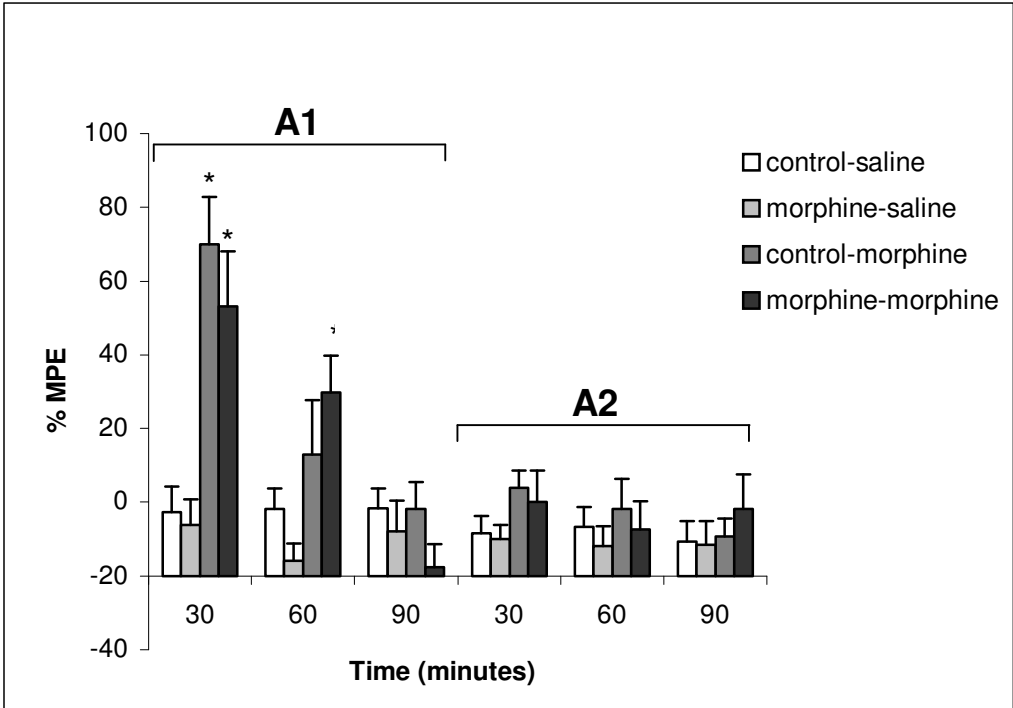 A1
100
80
60
40
20
0
-20
-40
* 
*
*
A2
% MPE
30 60 90 30 60 90
Time (minutes)
control-saline
morphine-saline
control-morphine
morphine-morphine